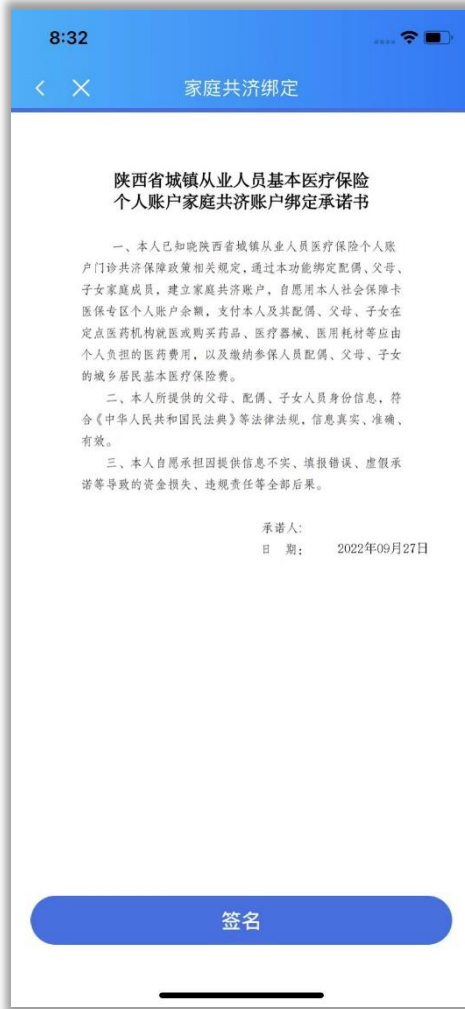 8:32
家庭共济绑定
陕西省城镇从业人员基本医疗保险
个人账户家庭共济账户绑定承诺书
一、本人已知晓陕西省城镇从业人员医疗保险个人账
户门诊共济保障政策相关规定，通过本功能绑定配偶、父母、
子女家庭成员，建立家庭共济账户，自愿用本人社会保障卡
医保专区个人账户余额，支付本人及其配偶、父母、子女在
定点医药机构就医或购买药品、医疗器械、医用耗材等应由
个人负担的医药费用，以及缴纳参保人员配偶、父母、子女
的城乡居民基本医疗保险费。
二、本人所提供的父母、配偶、子女人员身份信息，符
合《中华人民共和国民法典》等法律法规，信息真实、准确、
有效。
三、本人自愿承担因提供信息不实、填报错误、虚假承
诺等导致的资金损失、违规责任等全部后果。
承诺人:
日 期: 2022年09月27日
签名